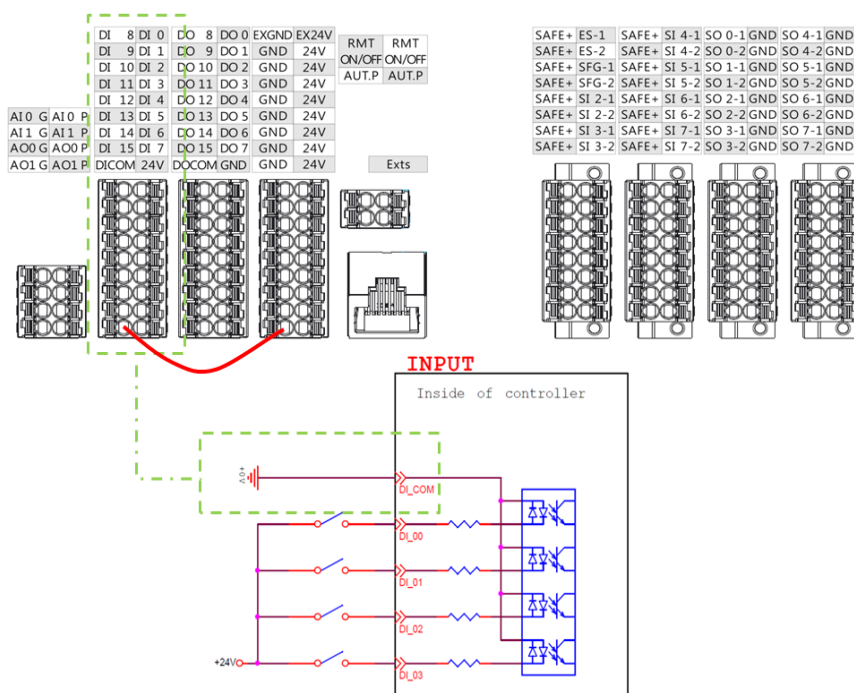 DI 8 DI 0 DO 8 DO 0 EXGND EX24V
DI 9 DI 1 DO 9 DO 1 GND 24V
DI 10 DI 2 DO 10 DO 2 GND 24V
DI 11 DI 3 DO 11 DO 3 GND 24V
DI 12 DI 4 DO 12 DO 4 GND 24V
AI0 G AI0 P DI 13 DI 5 DO 13 DO 5 GND 24V
AI1 G AI1 P DI 14 DI 6 DO 14 DO 6 GND 24V
AO0 G AO0 P DI 15 DI 7 DO 15 DO 7 GND 24V
AO1 G AO1 P DICOM 24V DOCOM GND GND 24V
RMT RMT
ON/OFF ON/OFF
AUT.P AUT.P
Exts
SAFE+ ES-1 SAFE+ SI 4-1 SO 0-1 GND SO 4-1 GND
SAFE+ ES-2 SAFE+ SI 4-2 SO 0-2 GND SO 4-2 GND
SAFE+ SFG-1 SAFE+ SI 5-1 SO 1-1 GND SO 5-1 GND
SAFE+ SFG-2 SAFE+ SI 5-2 SO 1-2 GND SO 5-2 GND
SAFE+ SI 2-1 SAFE+ SI 6-1 SO 2-1 GND SO 6-1 GND
SAFE+ SI 2-2 SAFE+ SI 6-2 SO 2-2 GND SO 6-2 GND
SAFE+ SI 3-1 SAFE+ SI 7-1 SO 3-1 GND SO 7-1 GND
SAFE+ SI 3-2 SAFE+ SI 7-2 SO 3-2 GND SO 7-2 GND
INPUT
Inside of controller
+0V
DI_COM
DI_00
DI_01
DI_02
+24V
DI_03